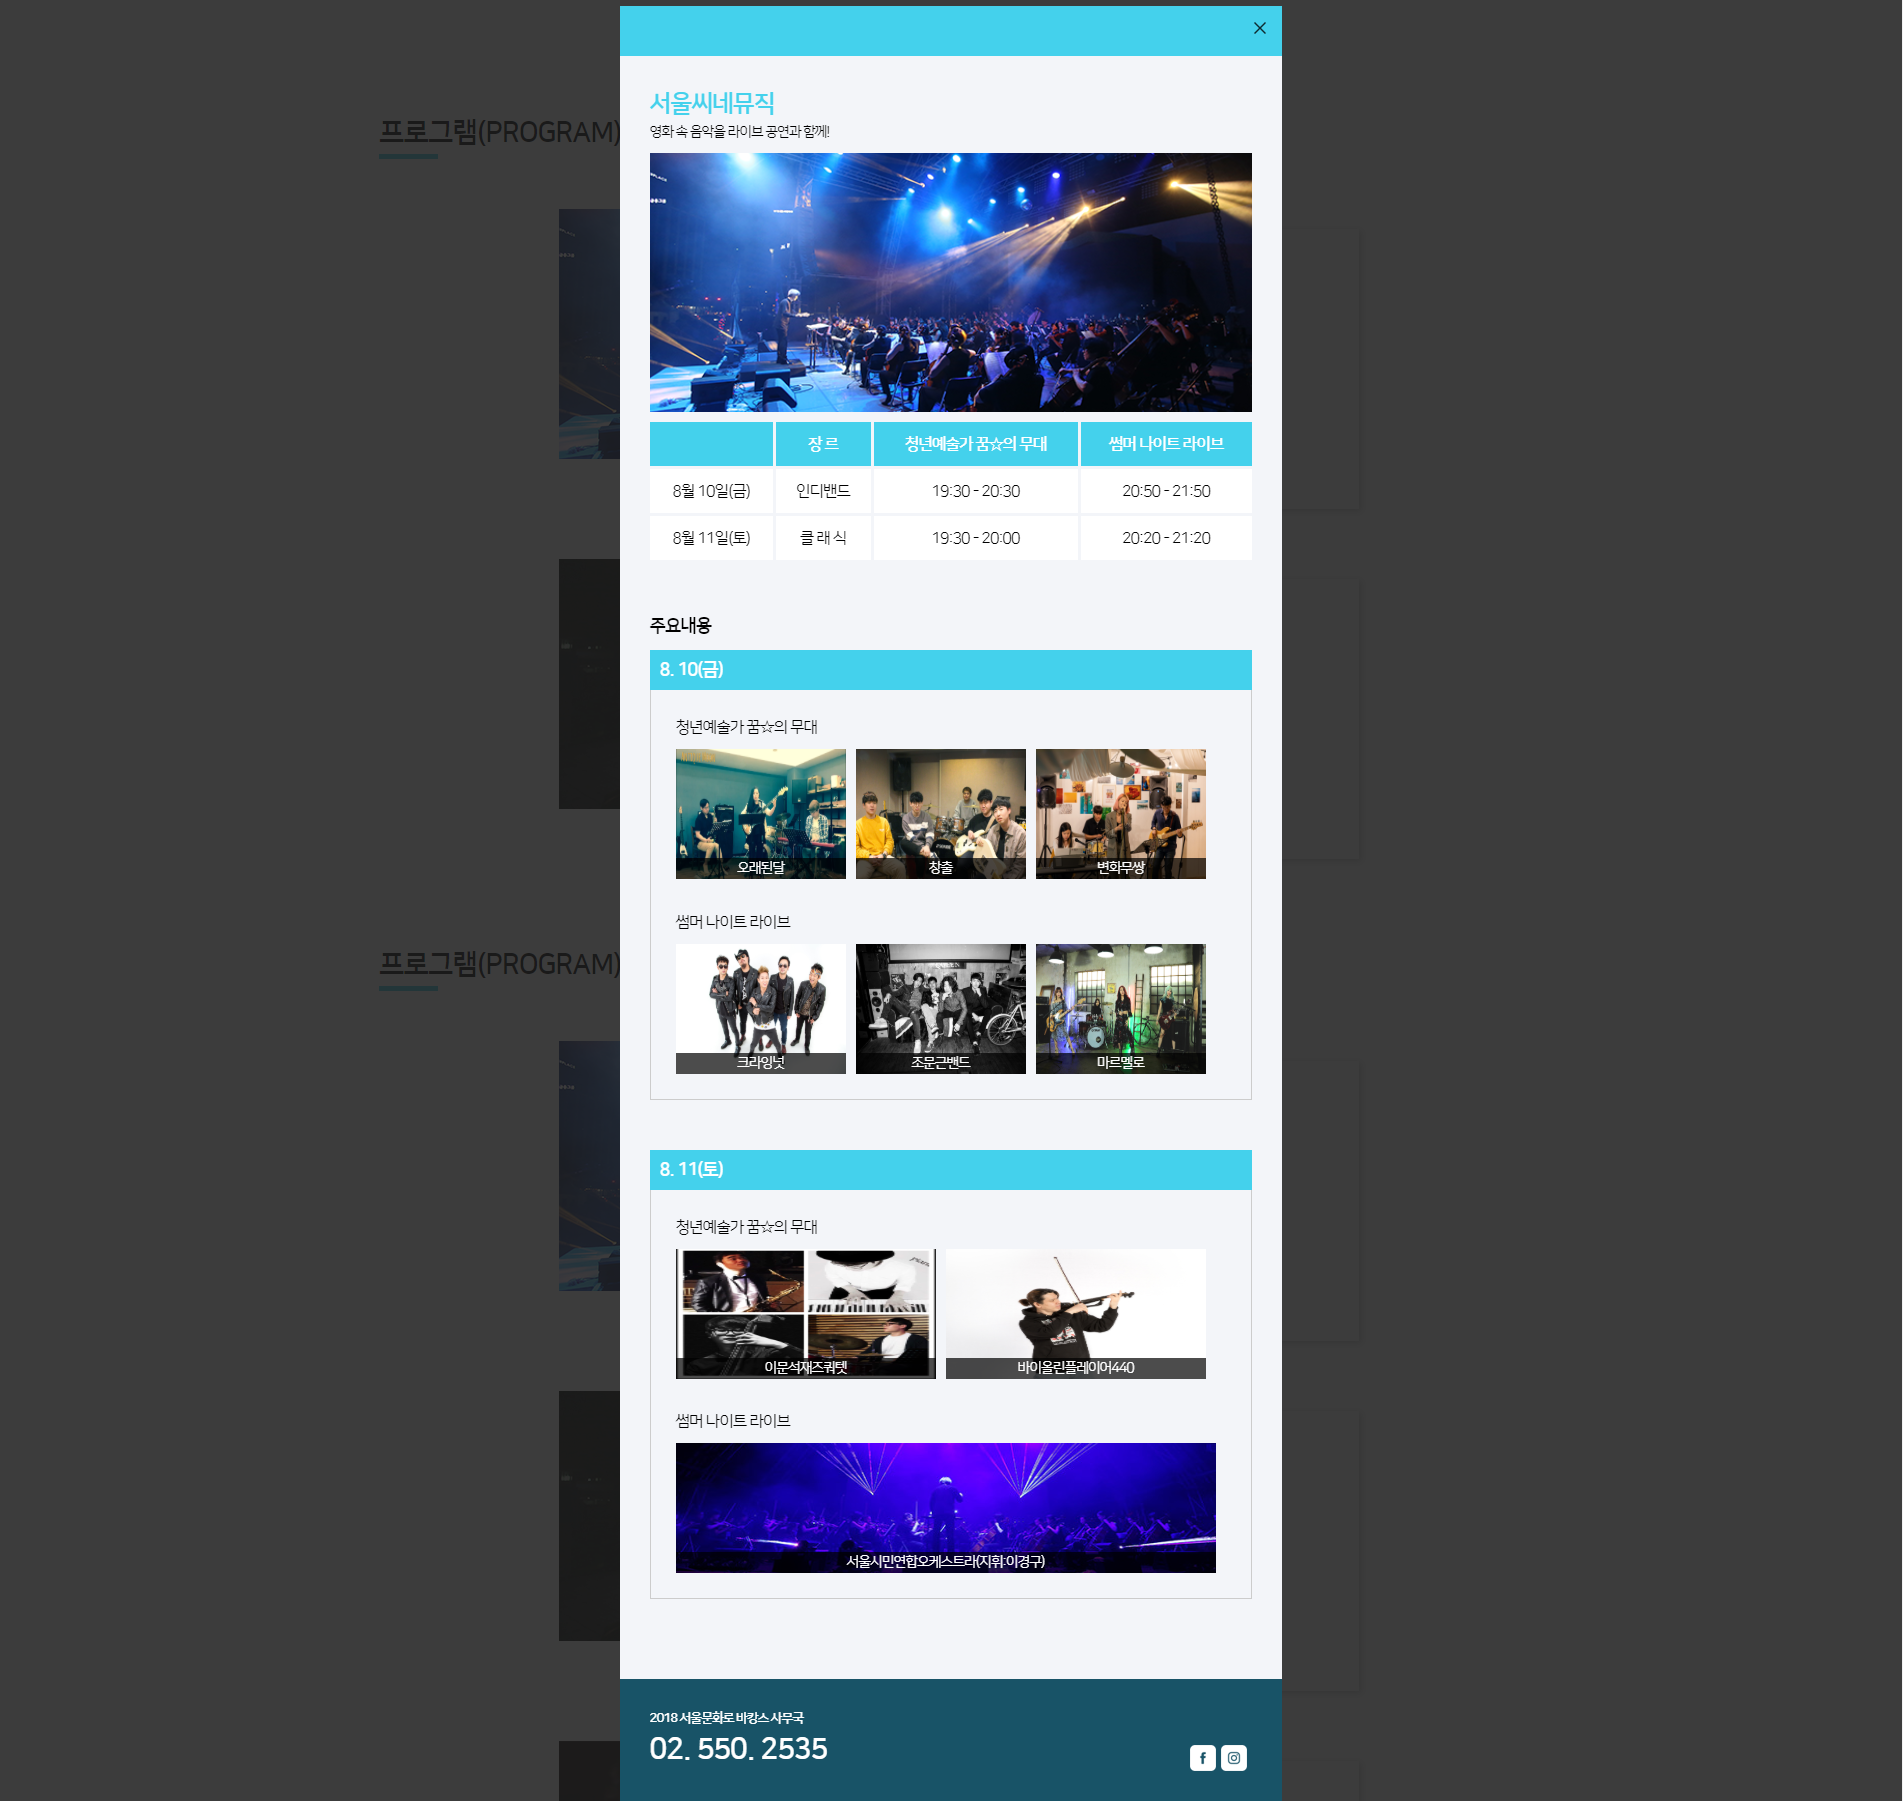 프로그램(PROGRAM)
서울씨네뮤직
영화 속 음악을 라이브 공연과 함께!
장 르 청년예술가 꿈☆의 무대 썸머 나이트 라이브
8월 10일(금) 인디밴드 19:30 - 20:30 20:50 - 21:50
8월 11일(토) 클 래 식 19:30 - 20:00 20:20 - 21:20
주요내용
8. 10(금)
청년예술가 꿈☆의 무대
오래된달 창출 변화무쌍
썸머 나이트 라이브
프로그램(PROGRAM)
크라잉넛 조문근밴드 마르멜로
8. 11(토)
청년예술가 꿈☆의 무대
이문석재즈쿼텟 바이올린플레이어440
썸머 나이트 라이브
서울시민연합오케스트라(지휘:이경구)
2018 서울문화로 바캉스 사무국
02. 550. 2535